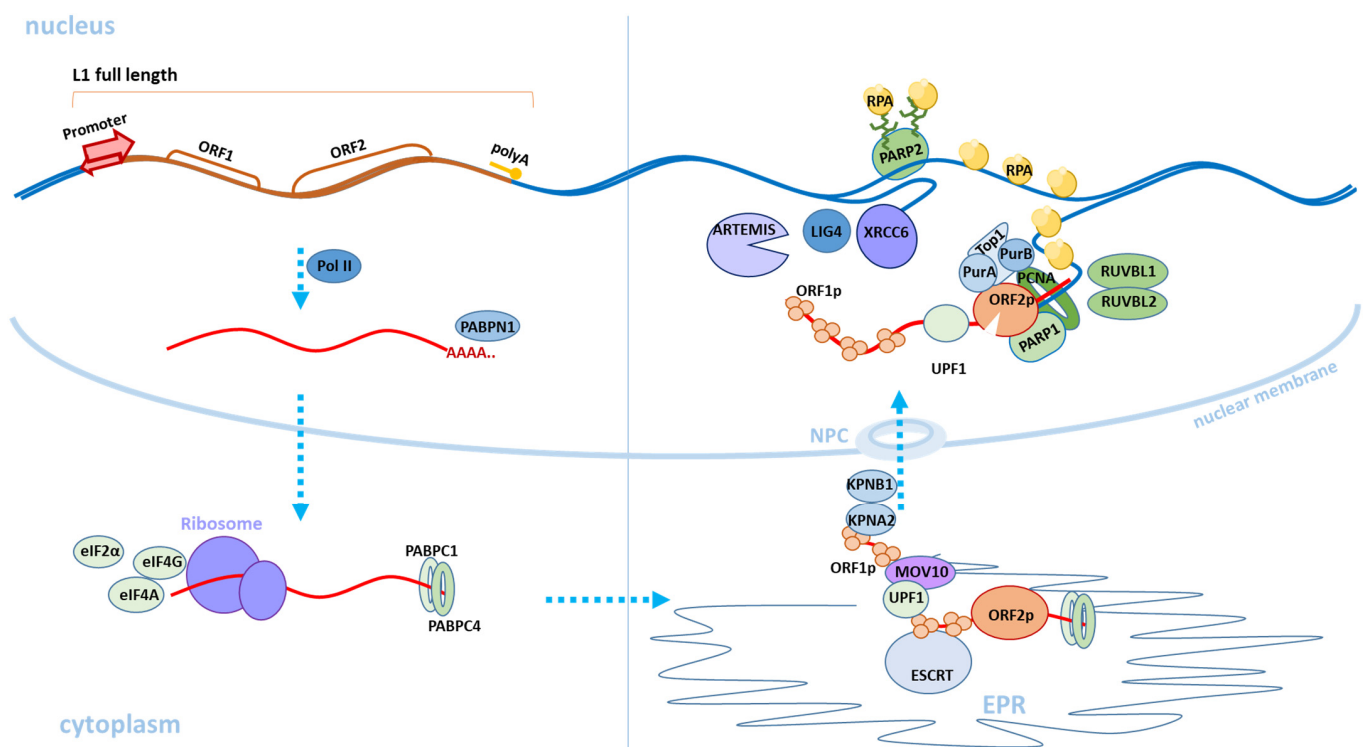 nucleus
L1 full length
Promoter
ORF1
ORF2
polyA
Pol II
PABPN1
AAAA..
RPA
PARP2
RPA
ARTEMIS
LIG4
XRCC6
Top1
PurB
PurA
PCNA
RUVBL1
RUVBL2
ORF1p
ORF2p
PARP1
UPF1
nuclear membrane
NPC
Ribosome
eIF2α
eIF4G
eIF4A
PABPC1
PABPC4
KPNB1
KPNA2
ORF1p
MOV10
UPF1
ORF2p
ESCRT
EPR
cytoplasm